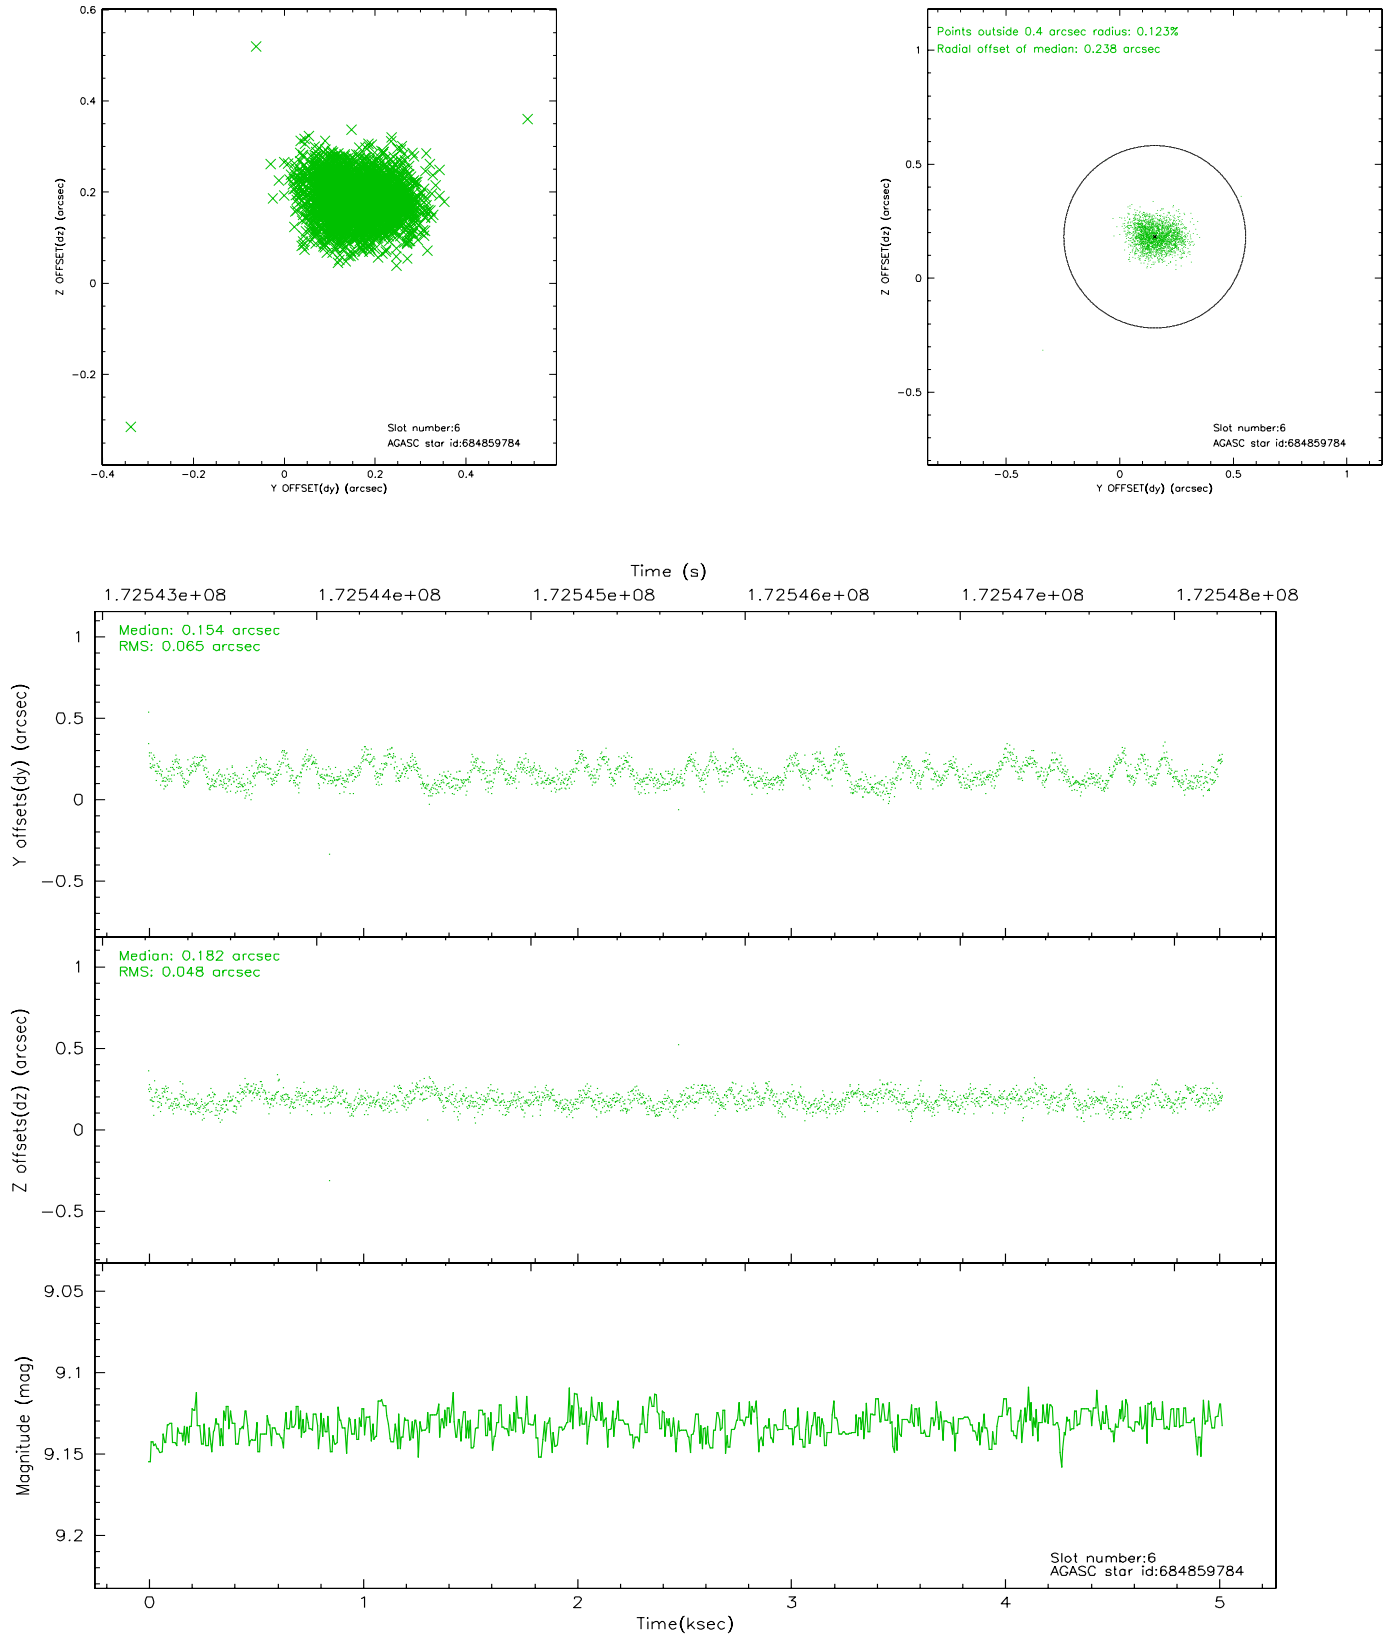 0.6
0.4
0.2
0
−0.2
−0.4
−0.4 −0.2 0 0.2 0.4
Z OFFSET(dz) (arcsec)
Y OFFSET(dy) (arcsec)
Slot number:6
AGASC star id:684859784
Points outside 0.4 arcsec radius: 0.123%
Radial offset of median: 0.238 arcsec
1
0.5
0
−0.5
−0.5 0 0.5 1
Z OFFSET(dz) (arcsec)
Y OFFSET(dy) (arcsec)
Slot number:6
AGASC star id:684859784
Time (s)
1.72543e+08 1.72544e+08 1.72545e+08 1.72546e+08 1.72547e+08 1.72548e+08
Median: 0.154 arcsec
RMS: 0.065 arcsec
1
0.5
0
−0.5
Y offsets(dy) (arcsec)
Median: 0.182 arcsec
RMS: 0.048 arcsec
1
0.5
0
−0.5
Z offsets(dz) (arcsec)
9.05
9.1
9.15
9.2
Magnitude (mag)
Slot number:6
AGASC star id:684859784
0 1 2 3 4 5
Time(ksec)